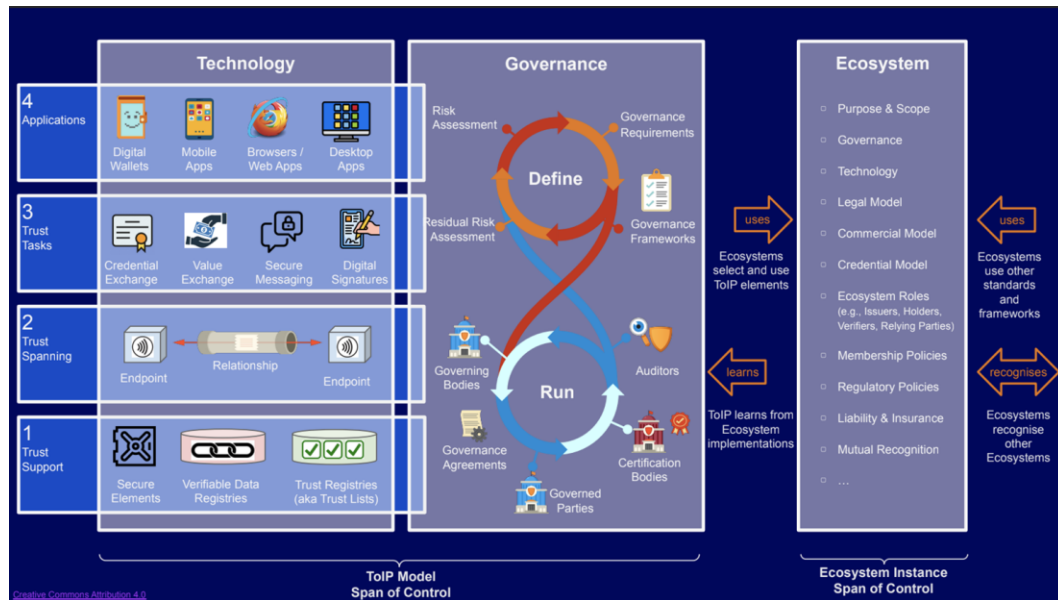 Technology
4
Applications
Digital
Wallets
Mobile
Apps
Browsers /
Web Apps
Desktop
Apps
3
Trust
Tasks
Credential
Exchange
Value
Exchange
Secure
Messaging
Digital
Signatures
2
Trust
Spanning
Endpoint
Relationship
Endpoint
1
Trust
Support
Secure
Elements
Verifiable Data
Registries
Trust Registries
(aka Trust Lists)
Governance
Risk
Assessment
Governance
Requirements
Define
Residual Risk
Assessment
Governance
Frameworks
Governing
Bodies
Auditors
Run
Governance
Agreements
Certification
Bodies
Governed
Parties
uses
Ecosystems
select and use
ToIP elements
learns
ToIP learns from
Ecosystem
implementations
Ecosystem
Purpose & Scope
Governance
Technology
Legal Model
Commercial Model
Credential Model
Ecosystem Roles
(e.g., Issuers, Holders,
Verifiers, Relying Parties)
Membership Policies
Regulatory Policies
Liability & Insurance
Mutual Recognition
…
uses
Ecosystems
use other
standards
and
frameworks
recognises
Ecosystems
recognise
other
Ecosystems
ToIP Model
Span of Control
Ecosystem Instance
Span of Control
Creative Commons Attribution 4.0